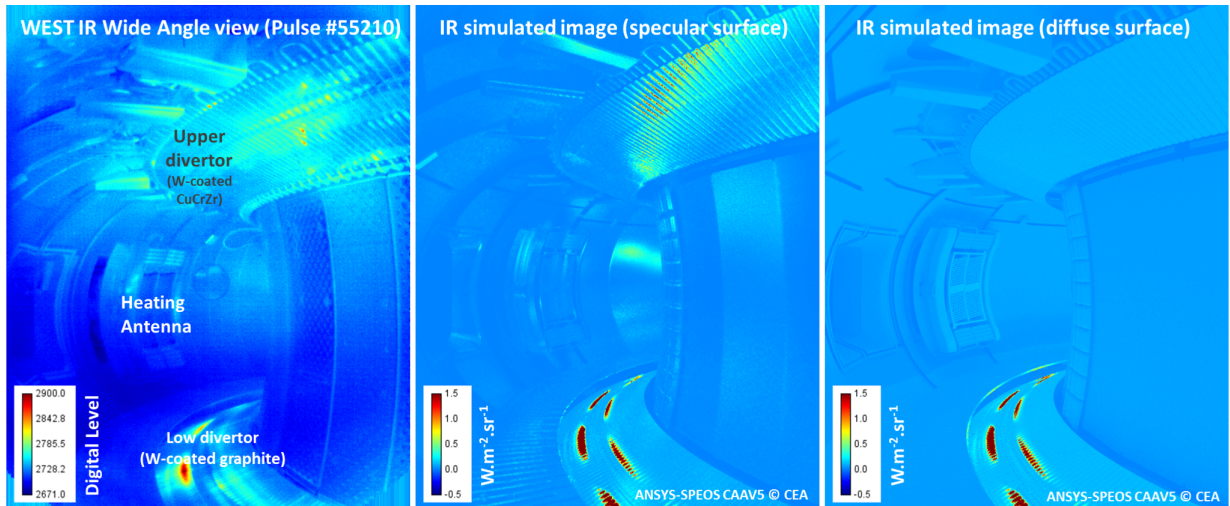 WEST IR Wide Angle view (Pulse #55210)
Upper
divertor
(W-coated
CuCrZr)
Heating
Antenna
Low divertor
(W-coated graphite)
2900.0
2842.8
2785.5
2728.2
2671.0
Digital Level
IR simulated image (specular surface)
1.5
1.0
0.5
0.0
-0.5
W.m⁻².sr⁻¹
ANSYS-SPEOS CAAV5 © CEA
IR simulated image (diffuse surface)
1.5
1.0
0.5
0.0
-0.5
W.m⁻².sr⁻¹
ANSYS-SPEOS CAAV5 © CEA